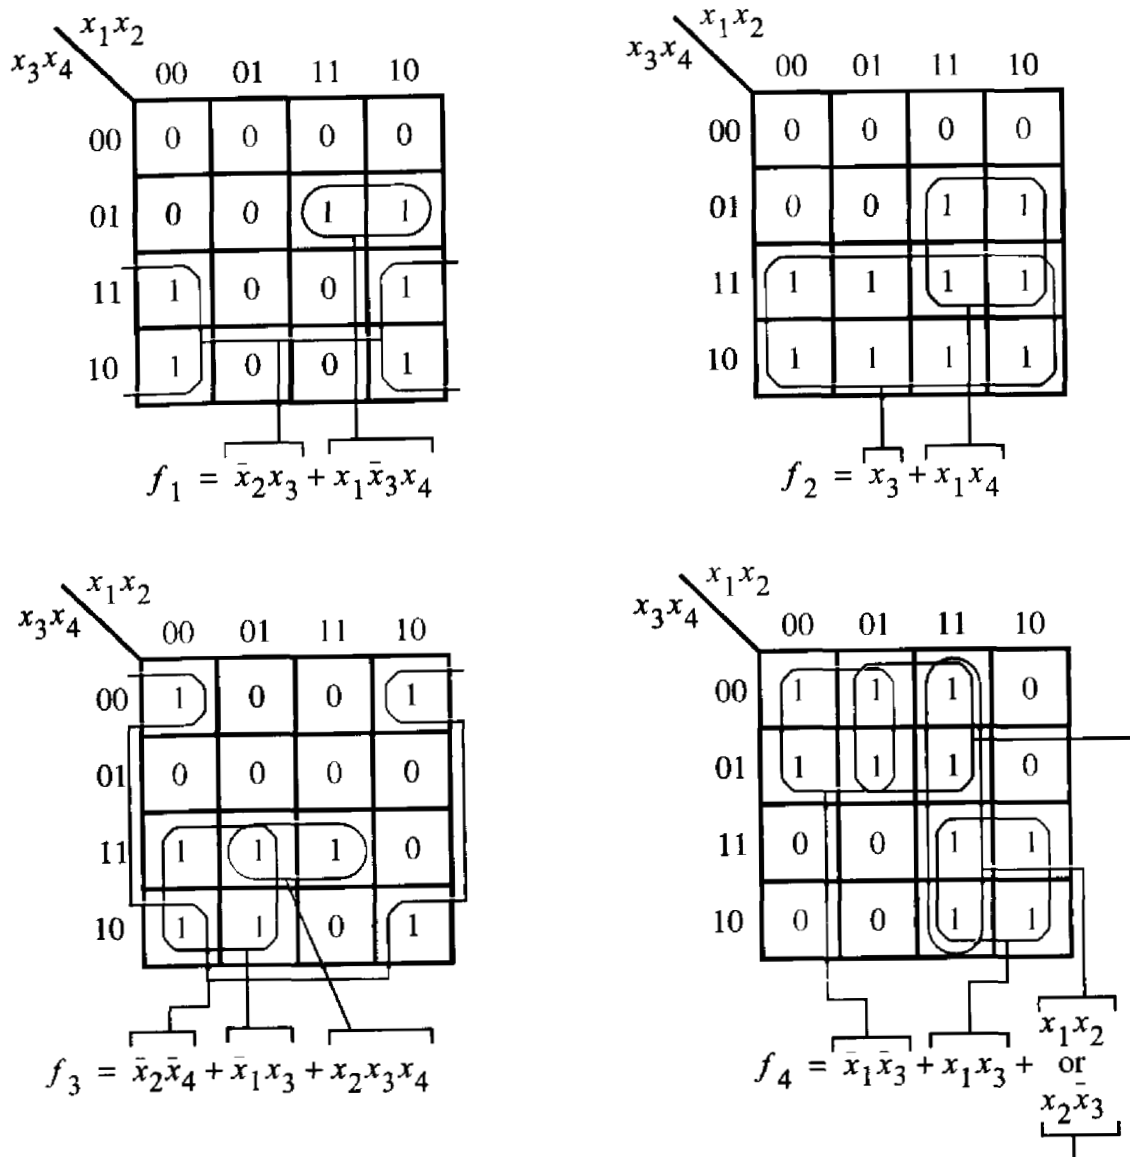 x₁x₂
x₃x₄
00 01 11 10
00 0 0 0 0
01 0 0 1 1
11 1 0 0 1
10 1 0 0 1
f₁ = x̄₂x₃ + x₁x̄₃x₄
x₁x₂
x₃x₄
00 01 11 10
00 0 0 0 0
01 0 0 1 1
11 1 1 1 1
10 1 1 1 1
f₂ = x₃ + x₁x₄
x₁x₂
x₃x₄
00 01 11 10
00 1 0 0 1
01 0 0 0 0
11 1 1 1 0
10 1 1 0 1
f₃ = x̄₂x̄₄ + x̄₁x₃ + x₂x₃x₄
x₁x₂
x₃x₄
00 01 11 10
00 1 1 1 0
01 1 1 1 0
11 0 0 1 1
10 0 0 1 1
x₁x₂
f₄ = x̄₁x̄₃ + x₁x₃ + or
x₂x̄₃